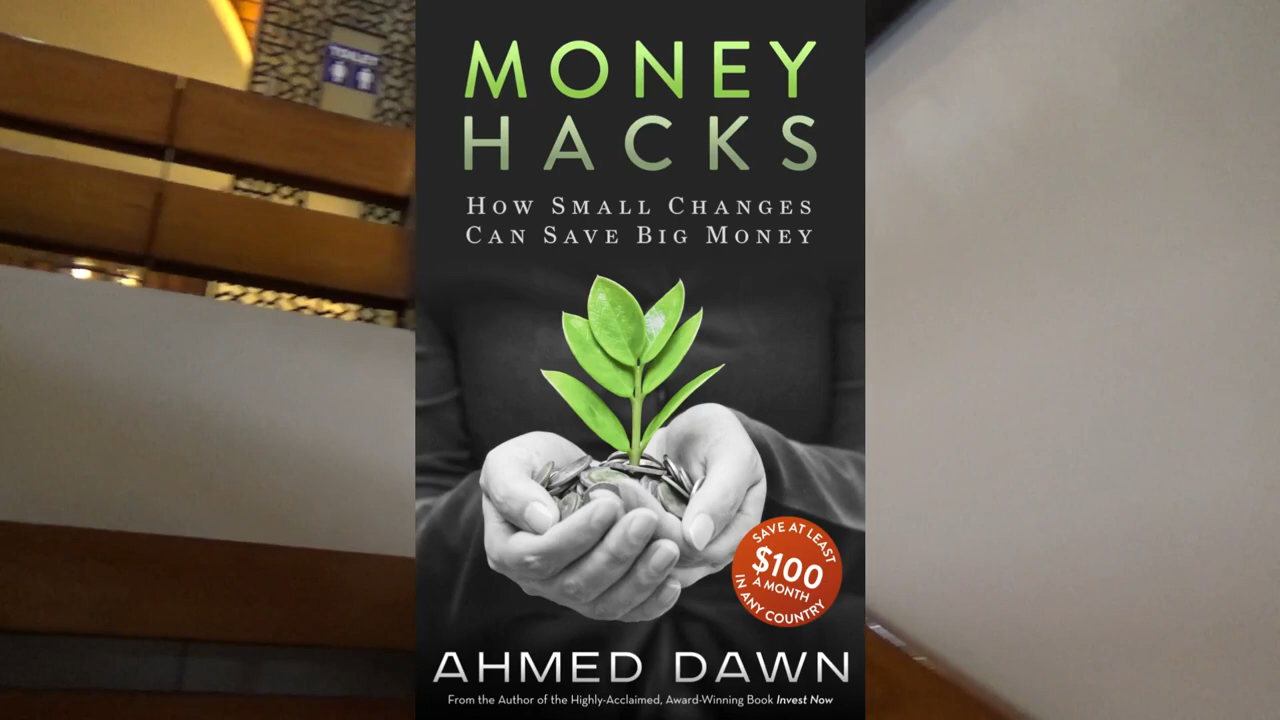 TOILET
MONEY
HACKS
How Small Changes
Can Save Big Money
SAVE AT LEAST
$100
A MONTH
IN ANY COUNTRY
AHMED DAWN
From the Author of the Highly-Acclaimed, Award-Winning Book Invest Now